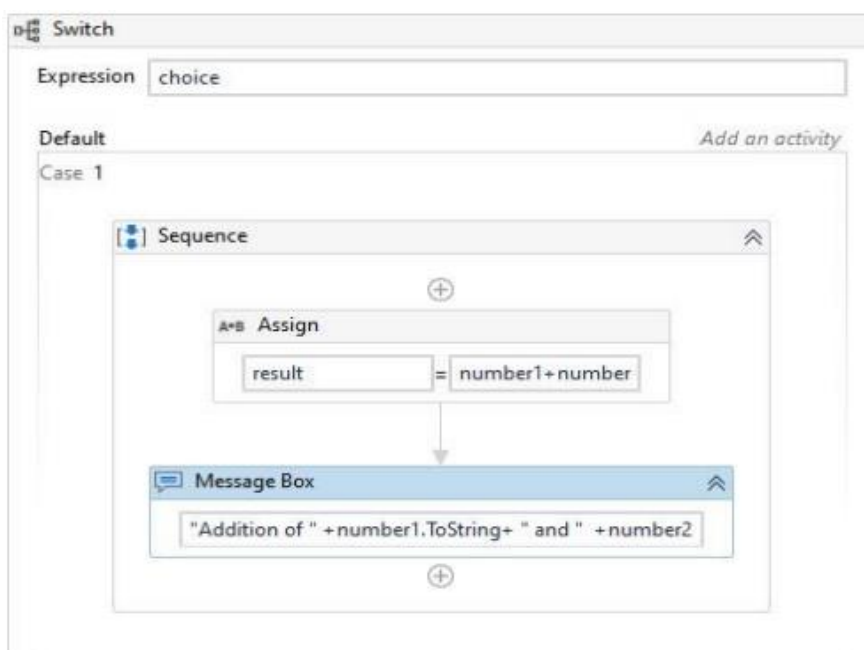 Switch
Expression choice
Default Add an activity
Case 1
Sequence
A+B Assign
result = number1+number
Message Box
"Addition of " +number1.ToString+ " and " +number2